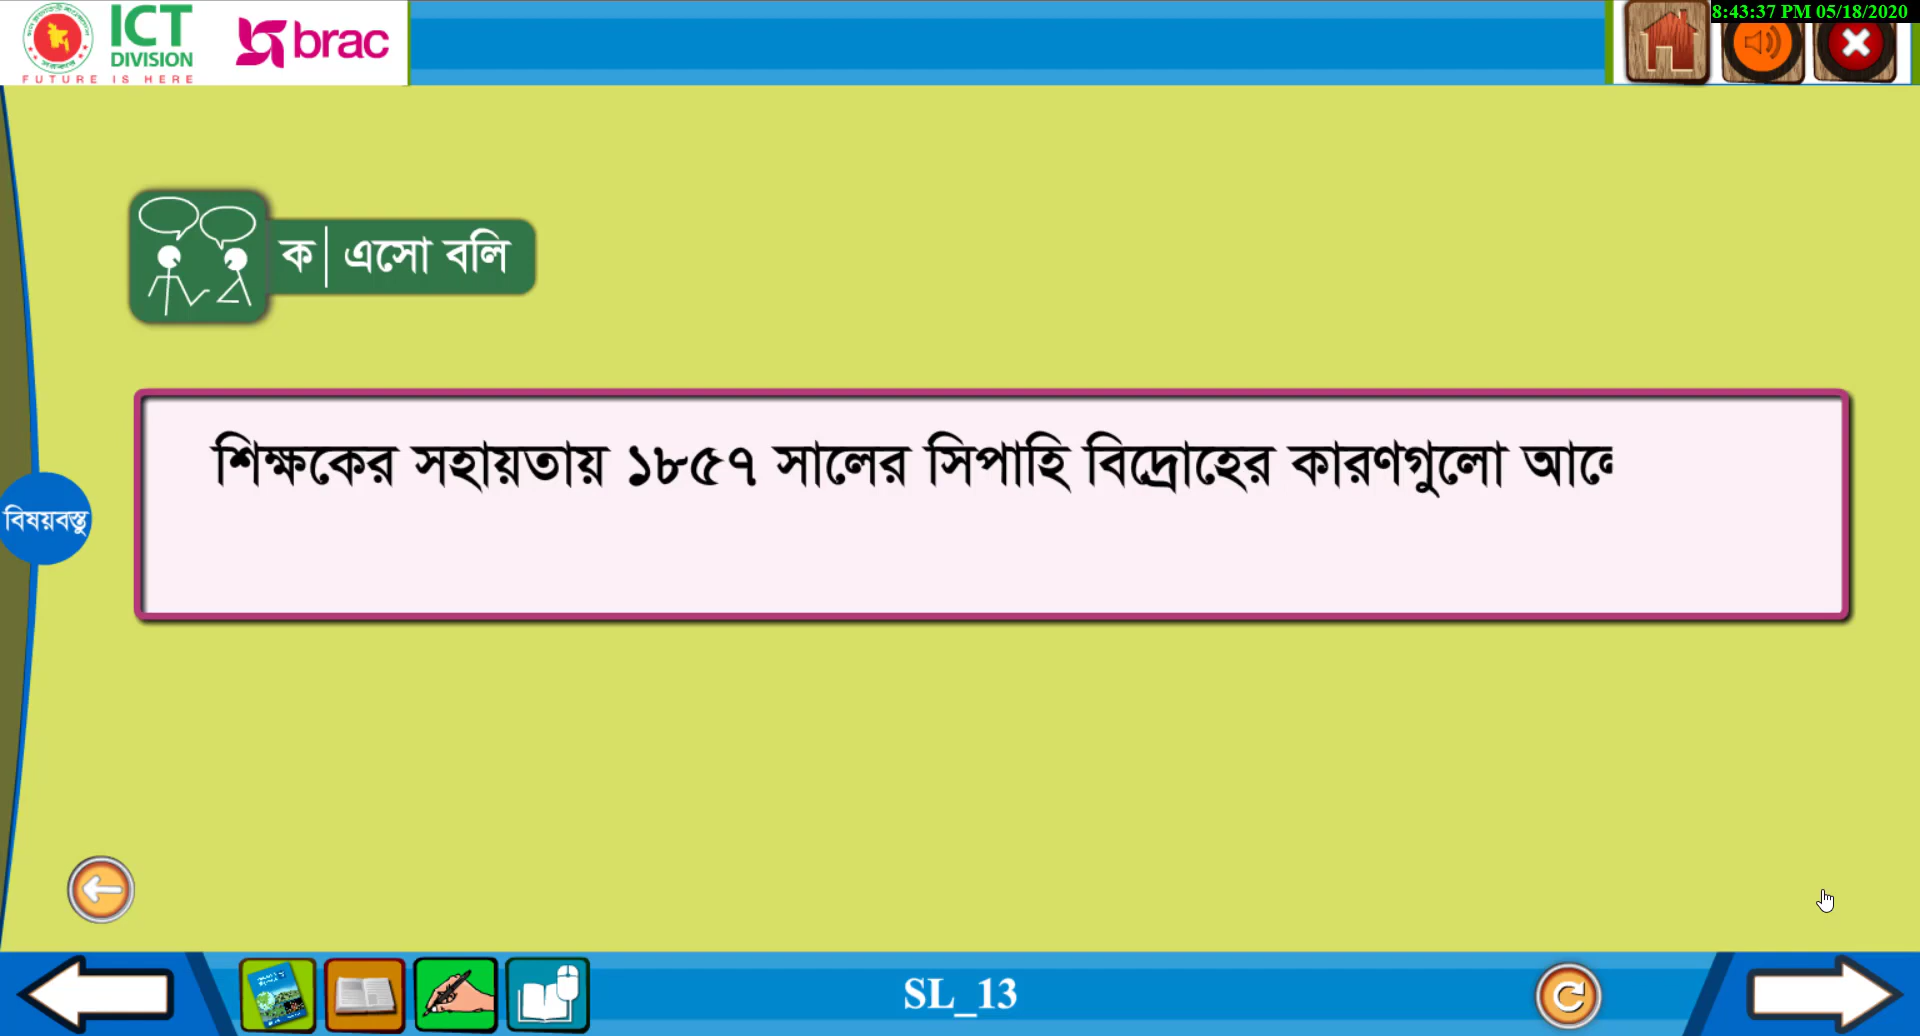 8:43:37 PM 05/18/2020
ICT
DIVISION
FUTURE IS HERE
brac
ক| এসো বলি
শিক্ষকের সহায়তায় ১৮৫৭ সালের সিপাহি বিদ্রোহের কারণগুলো আলে
বিষয়বস্তু
SL_13